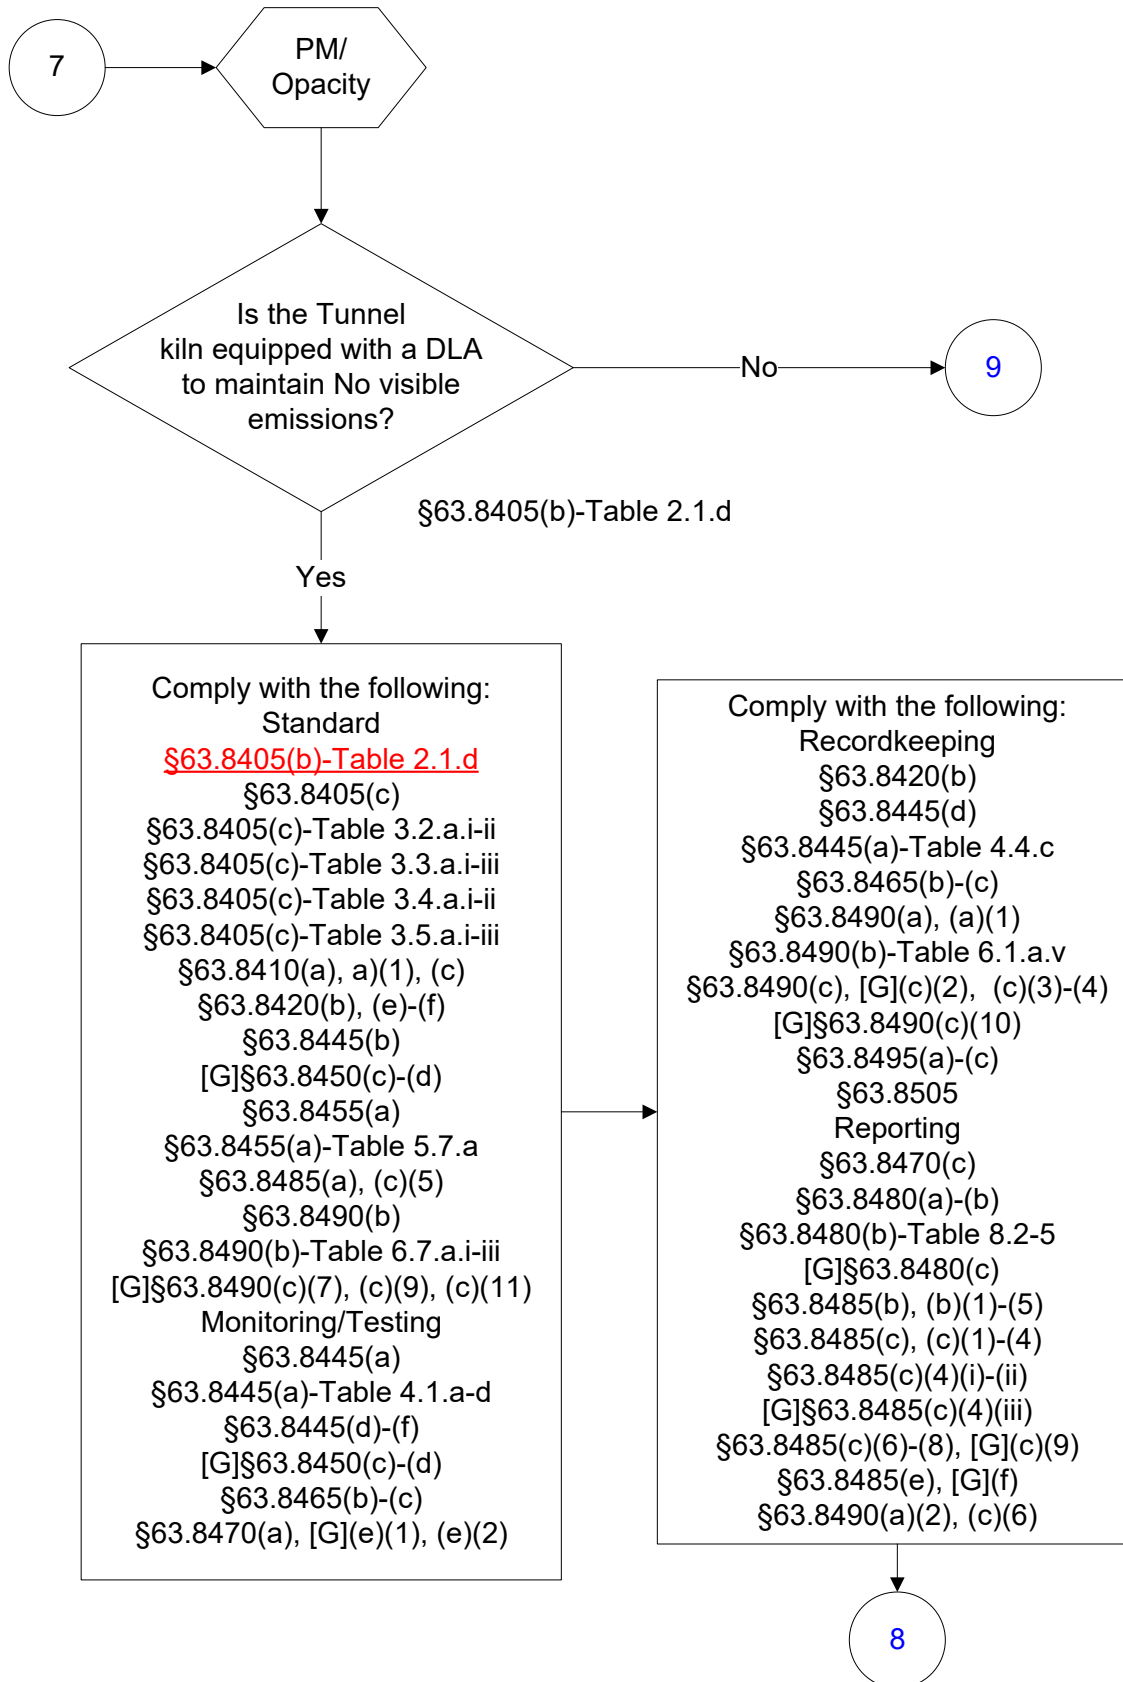 7
PM/
Opacity
Is the Tunnel
kiln equipped with a DLA
to maintain No visible
emissions?
No
9
§63.8405(b)-Table 2.1.d
Yes
Comply with the following:
Standard
§63.8405(b)-Table 2.1.d
§63.8405(c)
§63.8405(c)-Table 3.2.a.i-ii
§63.8405(c)-Table 3.3.a.i-iii
§63.8405(c)-Table 3.4.a.i-ii
§63.8405(c)-Table 3.5.a.i-iii
§63.8410(a), a)(1), (c)
§63.8420(b), (e)-(f)
§63.8445(b)
[G]§63.8450(c)-(d)
§63.8455(a)
§63.8455(a)-Table 5.7.a
§63.8485(a), (c)(5)
§63.8490(b)
§63.8490(b)-Table 6.7.a.i-iii
[G]§63.8490(c)(7), (c)(9), (c)(11)
Monitoring/Testing
§63.8445(a)
§63.8445(a)-Table 4.1.a-d
§63.8445(d)-(f)
[G]§63.8450(c)-(d)
§63.8465(b)-(c)
§63.8470(a), [G](e)(1), (e)(2)
Comply with the following:
Recordkeeping
§63.8420(b)
§63.8445(d)
§63.8445(a)-Table 4.4.c
§63.8465(b)-(c)
§63.8490(a), (a)(1)
§63.8490(b)-Table 6.1.a.v
§63.8490(c), [G](c)(2), (c)(3)-(4)
[G]§63.8490(c)(10)
§63.8495(a)-(c)
§63.8505
Reporting
§63.8470(c)
§63.8480(a)-(b)
§63.8480(b)-Table 8.2-5
[G]§63.8480(c)
§63.8485(b), (b)(1)-(5)
§63.8485(c), (c)(1)-(4)
§63.8485(c)(4)(i)-(ii)
[G]§63.8485(c)(4)(iii)
§63.8485(c)(6)-(8), [G](c)(9)
§63.8485(e), [G](f)
§63.8490(a)(2), (c)(6)
8